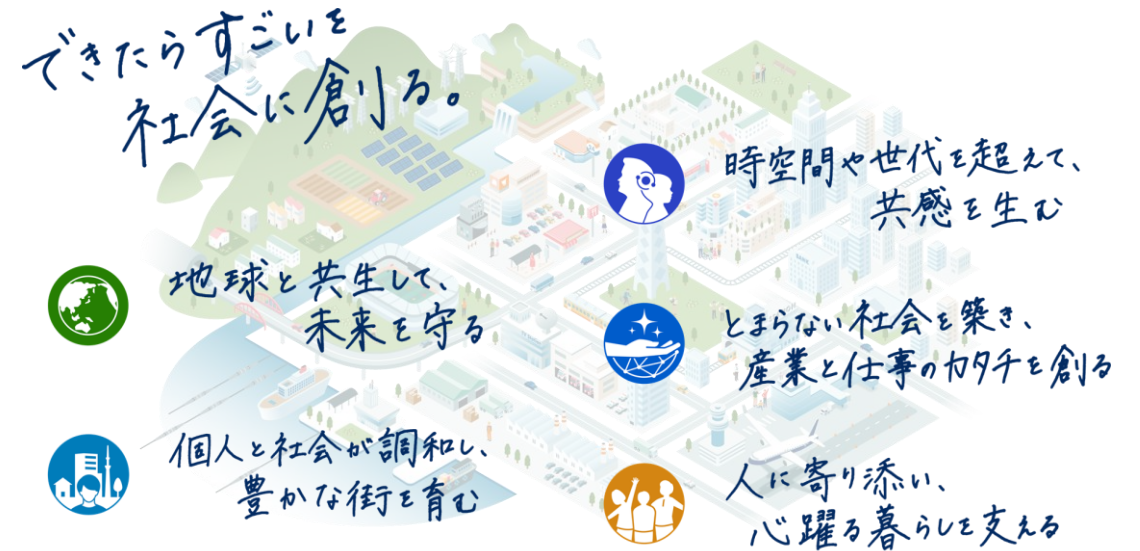 できたらすごいを
社会に創る。
地球と共生して、
未来を守る
個人と社会が調和し、
豊かな街を育む
時空間や世代を超えて、
共感を生む
とまらない社会を築き、
産業と仕事のカタチを創る
人に寄り添い、
心躍る暮らしを支える